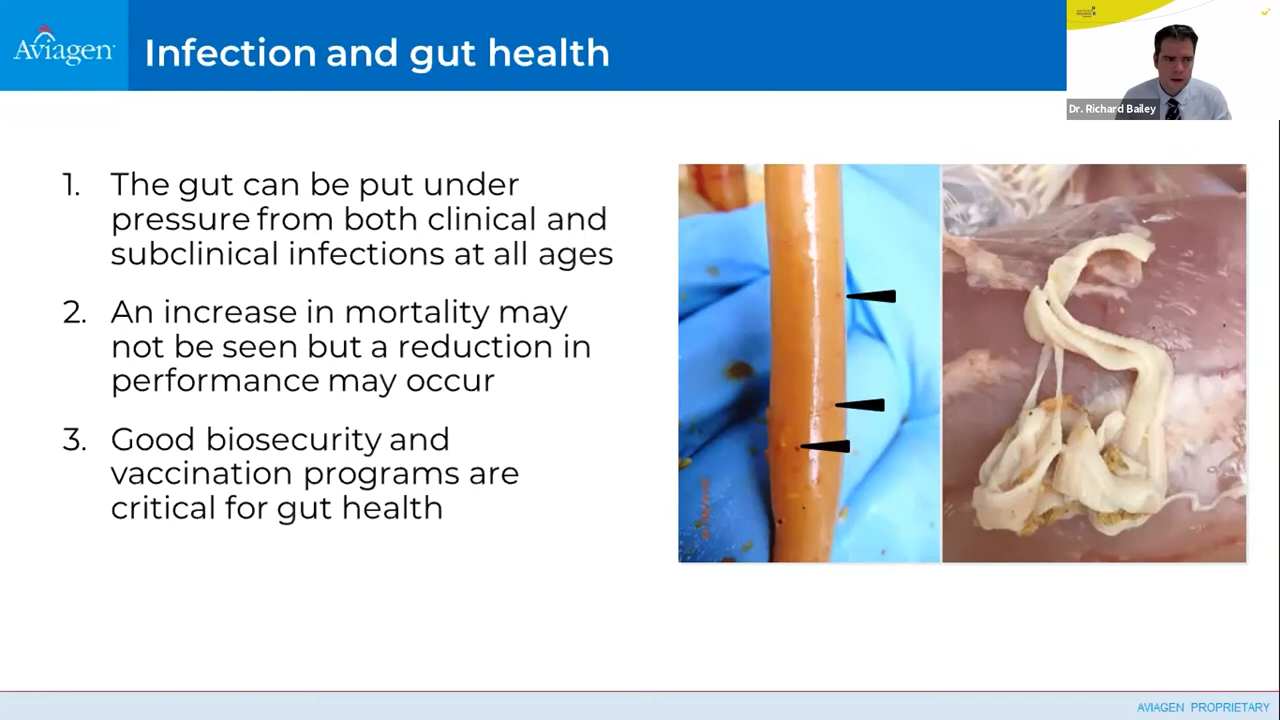 Aviagen
Infection and gut health
Dr. Richard Bailey
1. The gut can be put under
pressure from both clinical and
subclinical infections at all ages
2. An increase in mortality may
not be seen but a reduction in
performance may occur
3. Good biosecurity and
vaccination programs are
critical for gut health
AVIAGEN PROPRIETARY